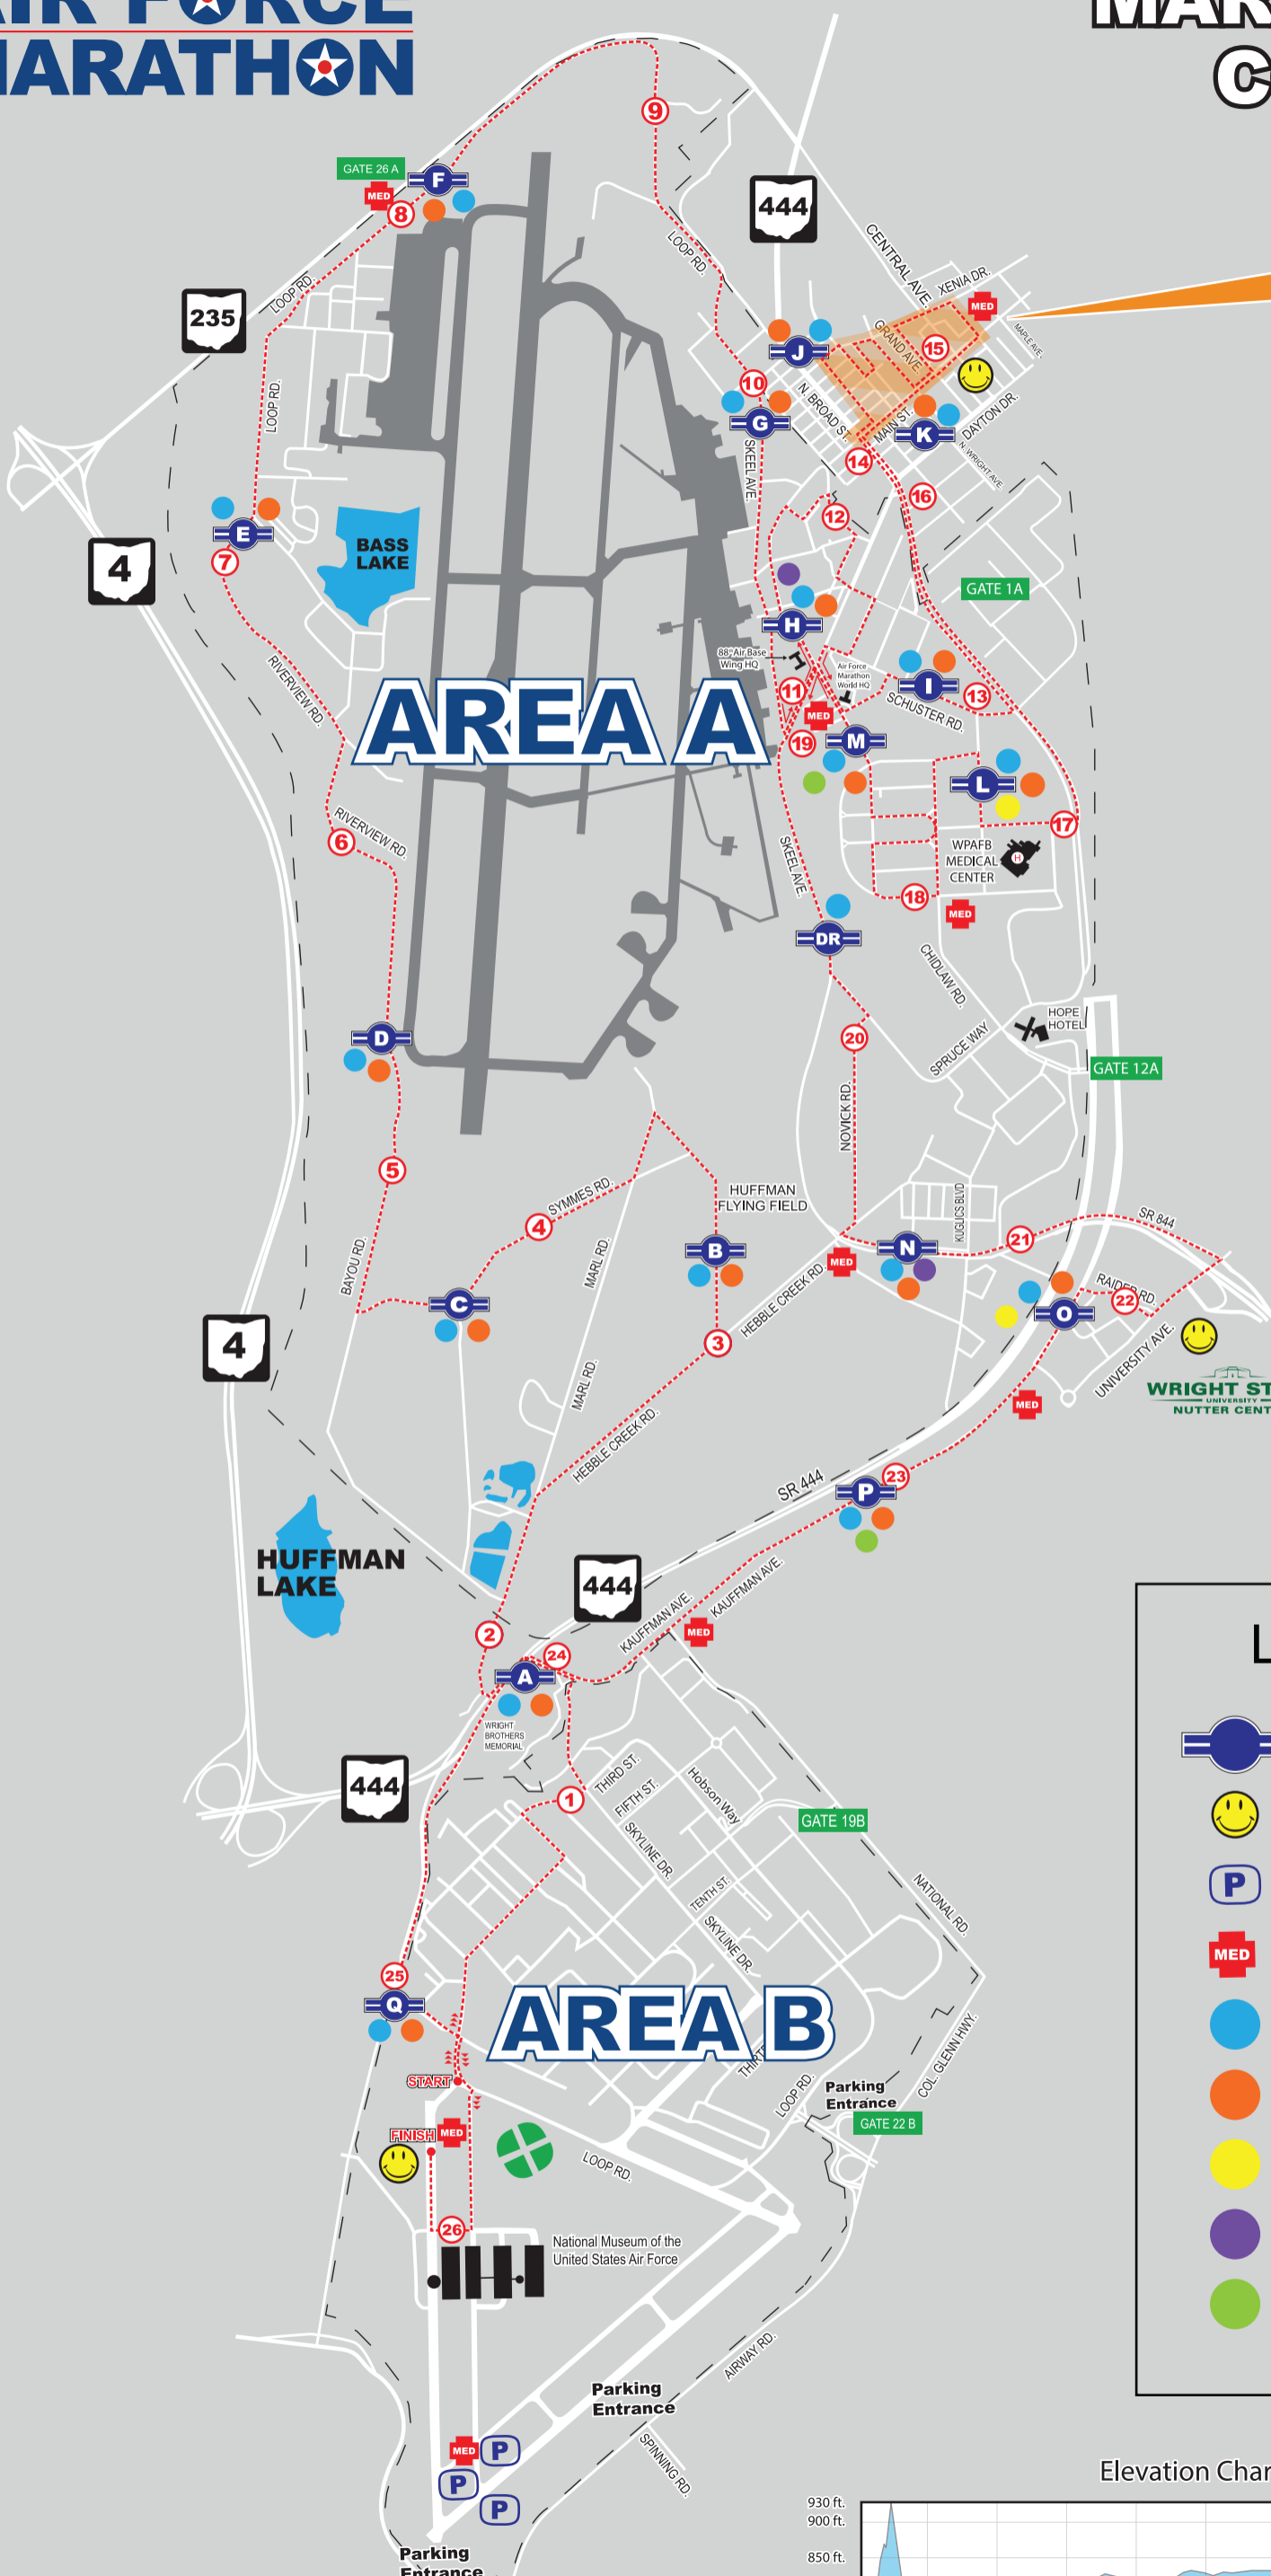 AIR FORCE
MARATHON
MAR
C
9
GATE 26 A
MED
F
8
444
CENTRAL AVE.
LOOP RD.
XENIA DR.
MED
LOOP RD.
235
MAPLE AVE.
GRAND AVE.
15
J
10
LOOP RD.
N. BROAD ST.
MAIN ST.
DAYTON DR.
G
K
SKEEL AVE.
14
N. WRIGHT AVE.
16
12
E
7
BASS
LAKE
4
GATE 1A
H
88th Air Base
Wing HQ
Air Force
Marathon
World HQ
I
11
13
SCHUSTER RD.
MED
RIVERVIEW RD.
AREA A
19
M
L
17
RIVERVIEW RD.
6
SKEEL AVE.
WPAFB
MEDICAL
CENTER
H
18
MED
DR
CHIDLAW RD.
D
20
HOPE
HOTEL
SPRUCE WAY
GATE 12A
NOVICK RD.
5
SYMMES RD.
4
HUFFMAN
FLYING FIELD
KUGLICS BLVD
SR 844
BAYOU RD.
MARL RD.
B
MED
N
21
HEBBLE CREEK RD.
RAIDER RD.
22
C
O
3
UNIVERSITY AVE.
4
MARL RD.
WRIGHT ST
UNIVERSITY
NUTTER CENT
MED
HEBBLE CREEK RD.
SR 444
23
P
HUFFMAN
LAKE
444
KAUFFMAN AVE.
KAUFFMAN AVE.
2
MED
L
24
A
WRIGHT
BROTHERS
MEMORIAL
444
THIRD ST.
FIFTH ST.
Hobson Way
1
GATE 19B
SKYLINE DR.
P
TENTH ST.
NATIONAL RD.
SKYLINE DR.
MED
25
Q
AREA B
COL. GLENN HWY.
START
LOOP RD.
Parking
Entrance
GATE 22 B
FINISH
MED
LOOP RD.
26
National Museum of the
United States Air Force
AIRWAY RD.
Parking
Entrance
SPINNING RD.
MED
P
P
P
Elevation Char
930 ft.
900 ft.
850 ft.
Parking
Entrance